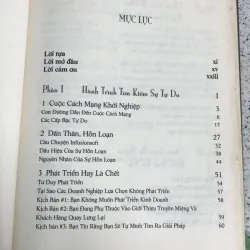 MỤC LỤC
Lời tựa xi
Lời mở đầu xv
Lời cảm ơn xxiii
Phần I Hành Trình Tìm Kiếm Sự Tự Do 1
1 Cuộc Cách Mạng Khởi Nghiệp 3
Con Đường Dẫn Đến Cuộc Cách Mạng
Các Cấp Bậc Tự Do
2 Dấn Thân, Hỗn Loạn 27
Câu Chuyện Infusionsoft 32
Dấu Hiệu Của Sự Hỗn Loạn
Nguyên Nhân Của Sự Hỗn Loạn
3 Phát Triển Hay Là Chết 51
Tư Duy Phát Triển 54
Tại Sao Các Doanh Nghiệp Lựa Chọn Không Phát Triển
Kịch Bản #1: Bạn Không Muốn Phát Triển Kinh Doanh
Kịch Bản #2: Bạn Đang Phụ Thuộc Vào Giới Thiệu Truyền Miệng Và
Khách Hàng Quay Lưng Lại
Kịch bản #3: Bạn Tin Rằng Bạn Sẽ Tự Mình Tìm Ra Giải Pháp 60